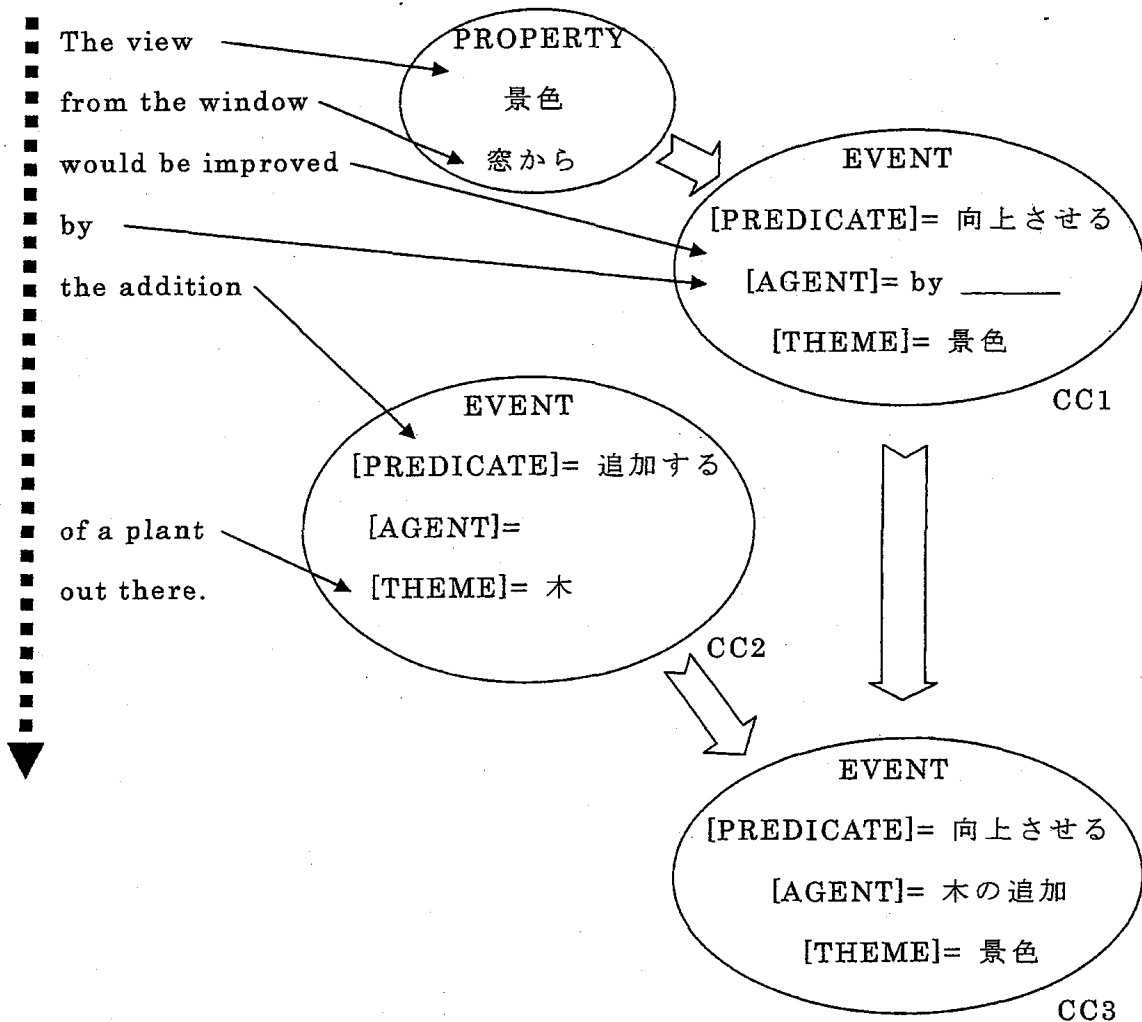 The view
from the window
would be improved
by
the addition
of a plant
out there.
PROPERTY
景色
窓から
EVENT
[PREDICATE]= 向上させる
[AGENT]= by ______
[THEME]= 景色
CC1
EVENT
[PREDICATE]= 追加する
[AGENT]=
[THEME]= 木
CC2
EVENT
[PREDICATE]= 向上させる
[AGENT]= 木の追加
[THEME]= 景色
CC3